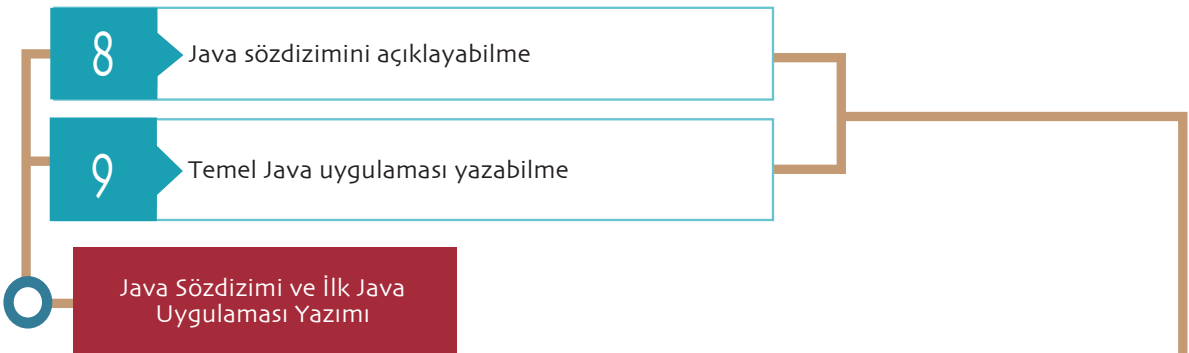 8
Java sözdizimini açıklayabilme
9
Temel Java uygulaması yazabilme
Java Sözdizimi ve İlk Java
Uygulaması Yazımı